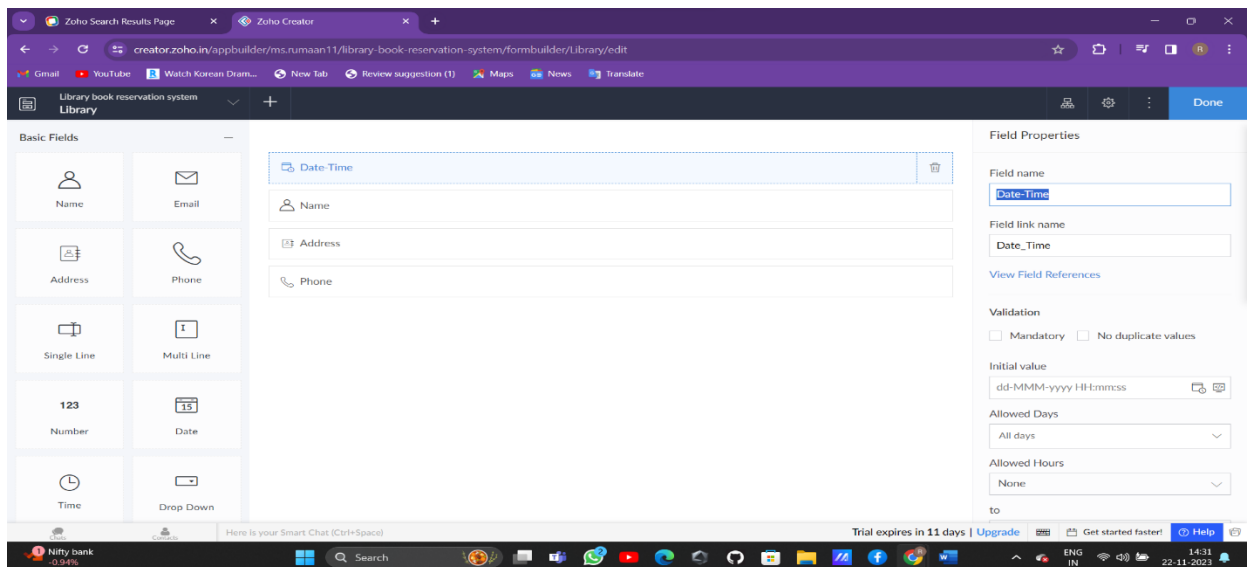 Zoho Search Results Page
Zoho Creator
creator.zoho.in/appbuilder/ms.rumaan11/library-book-reservation-system/formbuilder/Library/edit
R
Gmail YouTube Watch Korean Dram... New Tab Review suggestion (1) Maps News Translate
Library book reservation system
Library
Done
Basic Fields
Field Properties
Name Email
Address Phone
Single Line Multi Line
123 15
Number Date
Time Drop Down
Date-Time
Name
Address
Phone
Field name
Date-Time
Field link name
Date_Time
View Field References
Validation
Mandatory No duplicate values
Initial value
dd-MMM-yyyy HH:mm:ss
Allowed Days
All days
Allowed Hours
None
to
Chats Contacts Here is your Smart Chat (Ctrl+Space) Trial expires in 11 days | Upgrade Get started faster! Help
1 Nifty bank
-0.94%
Search
ENG
IN
14:31
22-11-2023